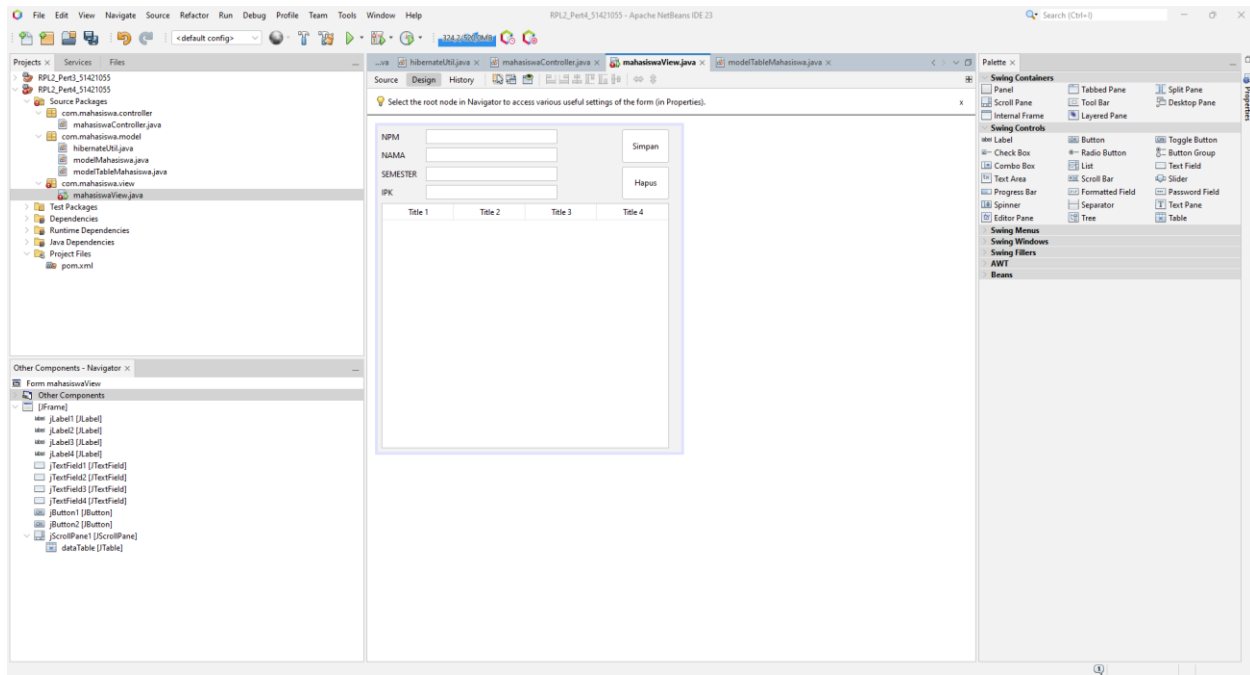 File Edit View Navigate Source Refactor Run Debug Profile Team Tools Window Help RPL2_Pert4_51421055 - Apache NetBeans IDE 23 Search (Ctrl+I)
<default config>
Projects Services Files
RPL2_Pert3_51421055
RPL2_Pert4_51421055
Source Packages
com.mahasiswa.controller
mahasiswaController.java
com.mahasiswa.model
hibernateUtil.java
modelMahasiswa.java
modelTableMahasiswa.java
com.mahasiswa.view
mahasiswaView.java
Test Packages
Dependencies
Runtime Dependencies
Java Dependencies
Project Files
pom.xml
Other Components - Navigator
Form mahasiswaView
Other Components
[JFrame]
jLabel1 [JLabel]
jLabel2 [JLabel]
jLabel3 [JLabel]
jLabel4 [JLabel]
jTextField1 [JTextField]
jTextField2 [JTextField]
jTextField3 [JTextField]
jTextField4 [JTextField]
jButton1 [JButton]
jButton2 [JButton]
jScrollPane1 [JScrollPane]
dataTable [JTable]
...va hibernateUtil.java mahasiswaController.java mahasiswaView.java modelTableMahasiswa.java
Source Design History
Select the root node in Navigator to access various useful settings of the form (in Properties).
NPM
NAMA
SEMESTER
IPK
Simpan
Hapus
Title 1 Title 2 Title 3 Title 4
Palette
Swing Containers
Panel Tabbed Pane Split Pane
Scroll Pane Tool Bar Desktop Pane
Internal Frame Layered Pane
Swing Controls
label Label Button Toggle Button
Check Box Radio Button Button Group
Combo Box List Text Field
Text Area Scroll Bar Slider
Progress Bar Formatted Field Password Field
Spinner Separator Text Pane
Editor Pane Tree Table
Swing Menus
Swing Windows
Swing Fillers
AWT
Beans
Properties